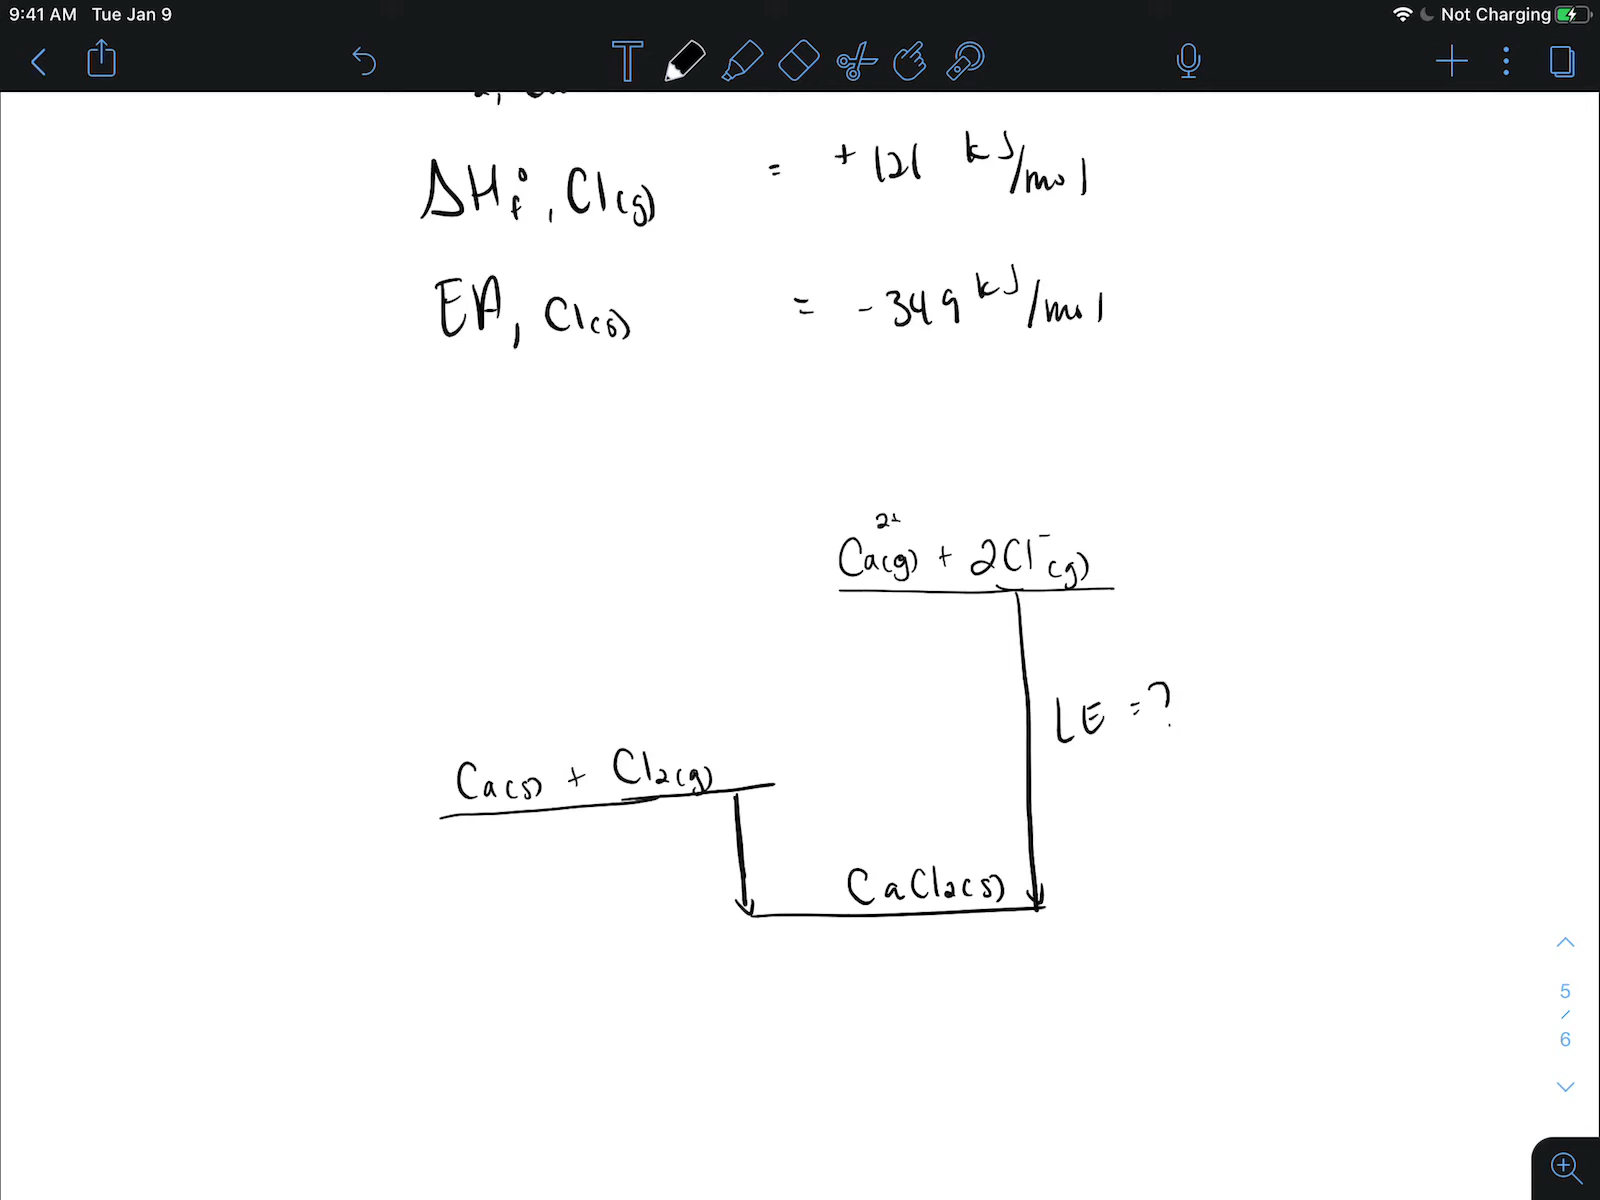 9:41 AM Tue Jan 9 Not Charging
T
ΔH°f, Cl(g) = +121 kJ/mol
EA, Cl(g) = -349 kJ/mol
Ca²⁺(g) + 2Cl⁻(g)
LE = ?
Ca(s) + Cl₂(g)
CaCl₂(s)
5
/
6